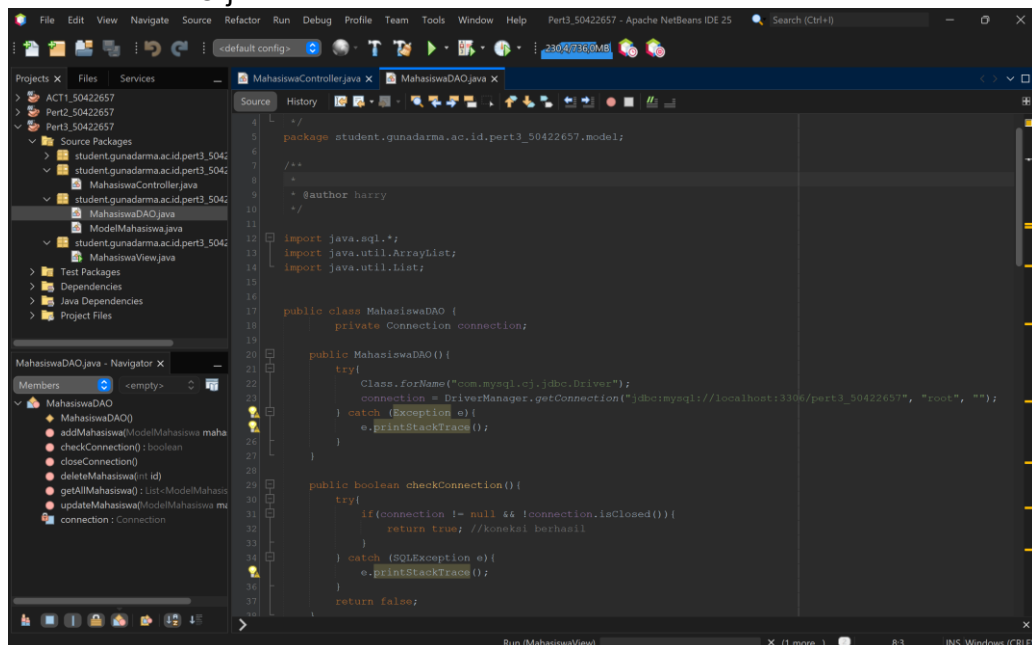 File Edit View Navigate Source Refactor Run Debug Profile Team Tools Window Help Pert3_50422657 - Apache NetBeans IDE 25 Search (Ctrl+I)
<default config> 230,4/736,0MB
Projects Files Services
MahasiswaController.java MahasiswaDAO.java
ACT1_50422657
Pert2_50422657
Pert3_50422657
Source Packages
student.gunadarma.ac.id.pert3_5042
student.gunadarma.ac.id.pert3_5042
MahasiswaController.java
student.gunadarma.ac.id.pert3_5042
MahasiswaDAO.java
ModelMahasiswa.java
student.gunadarma.ac.id.pert3_5042
MahasiswaView.java
Test Packages
Dependencies
Java Dependencies
Project Files
MahasiswaDAO.java - Navigator
Members <empty>
MahasiswaDAO
MahasiswaDAO()
addMahasiswa(ModelMahasiswa maha
checkConnection() : boolean
closeConnection()
deleteMahasiswa(int id)
getAllMahasiswa() : List<ModelMahasis
updateMahasiswa(ModelMahasiswa ma
connection : Connection
Source History
4 */
5 package student.gunadarma.ac.id.pert3_50422657.model;
6
7 /**
8 *
9 * @author harry
10 */
11
12 import java.sql.*;
13 import java.util.ArrayList;
14 import java.util.List;
15
16
17 public class MahasiswaDAO {
18 private Connection connection;
19
20 public MahasiswaDAO(){
21 try{
22 Class.forName("com.mysql.cj.jdbc.Driver");
23 connection = DriverManager.getConnection("jdbc:mysql://localhost:3306/pert3_50422657", "root", "");
} catch (Exception e){
e.printStackTrace();
26 }
27 }
28
29 public boolean checkConnection(){
30 try{
31 if(connection != null && !connection.isClosed()){
32 return true; //koneksi berhasil
33 }
34 } catch (SQLException e){
e.printStackTrace();
36 }
37 return false;
38 }
Run (MahasiswaView) (1 more...) 8:3 INS Windows (CRLF